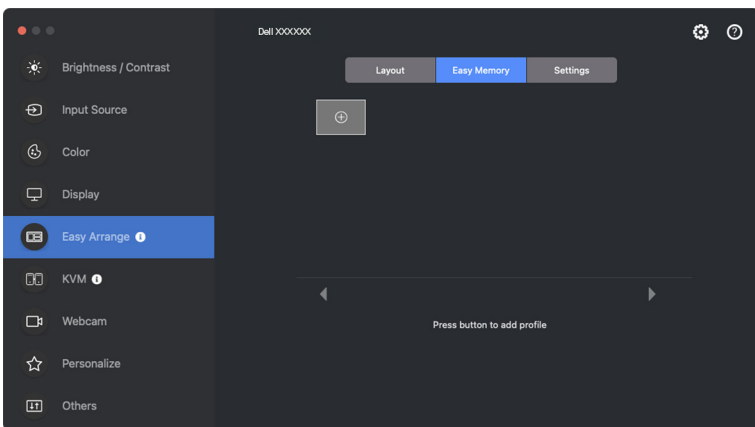 Dell XXXXXX
Brightness / Contrast
Input Source
Color
Display
Easy Arrange
KVM
Webcam
Personalize
Others
Layout
Easy Memory
Settings
Press button to add profile